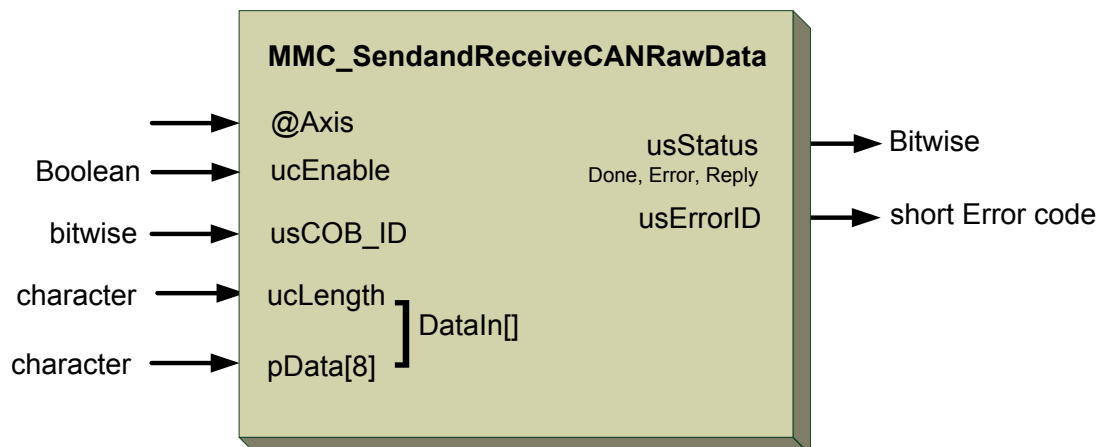 MMC_SendandReceiveCANRawData
@Axis
Boolean ucEnable
bitwise usCOB_ID
character ucLength
DataIn[]
character pData[8]
usStatus Bitwise
Done, Error, Reply
usErrorID short Error code